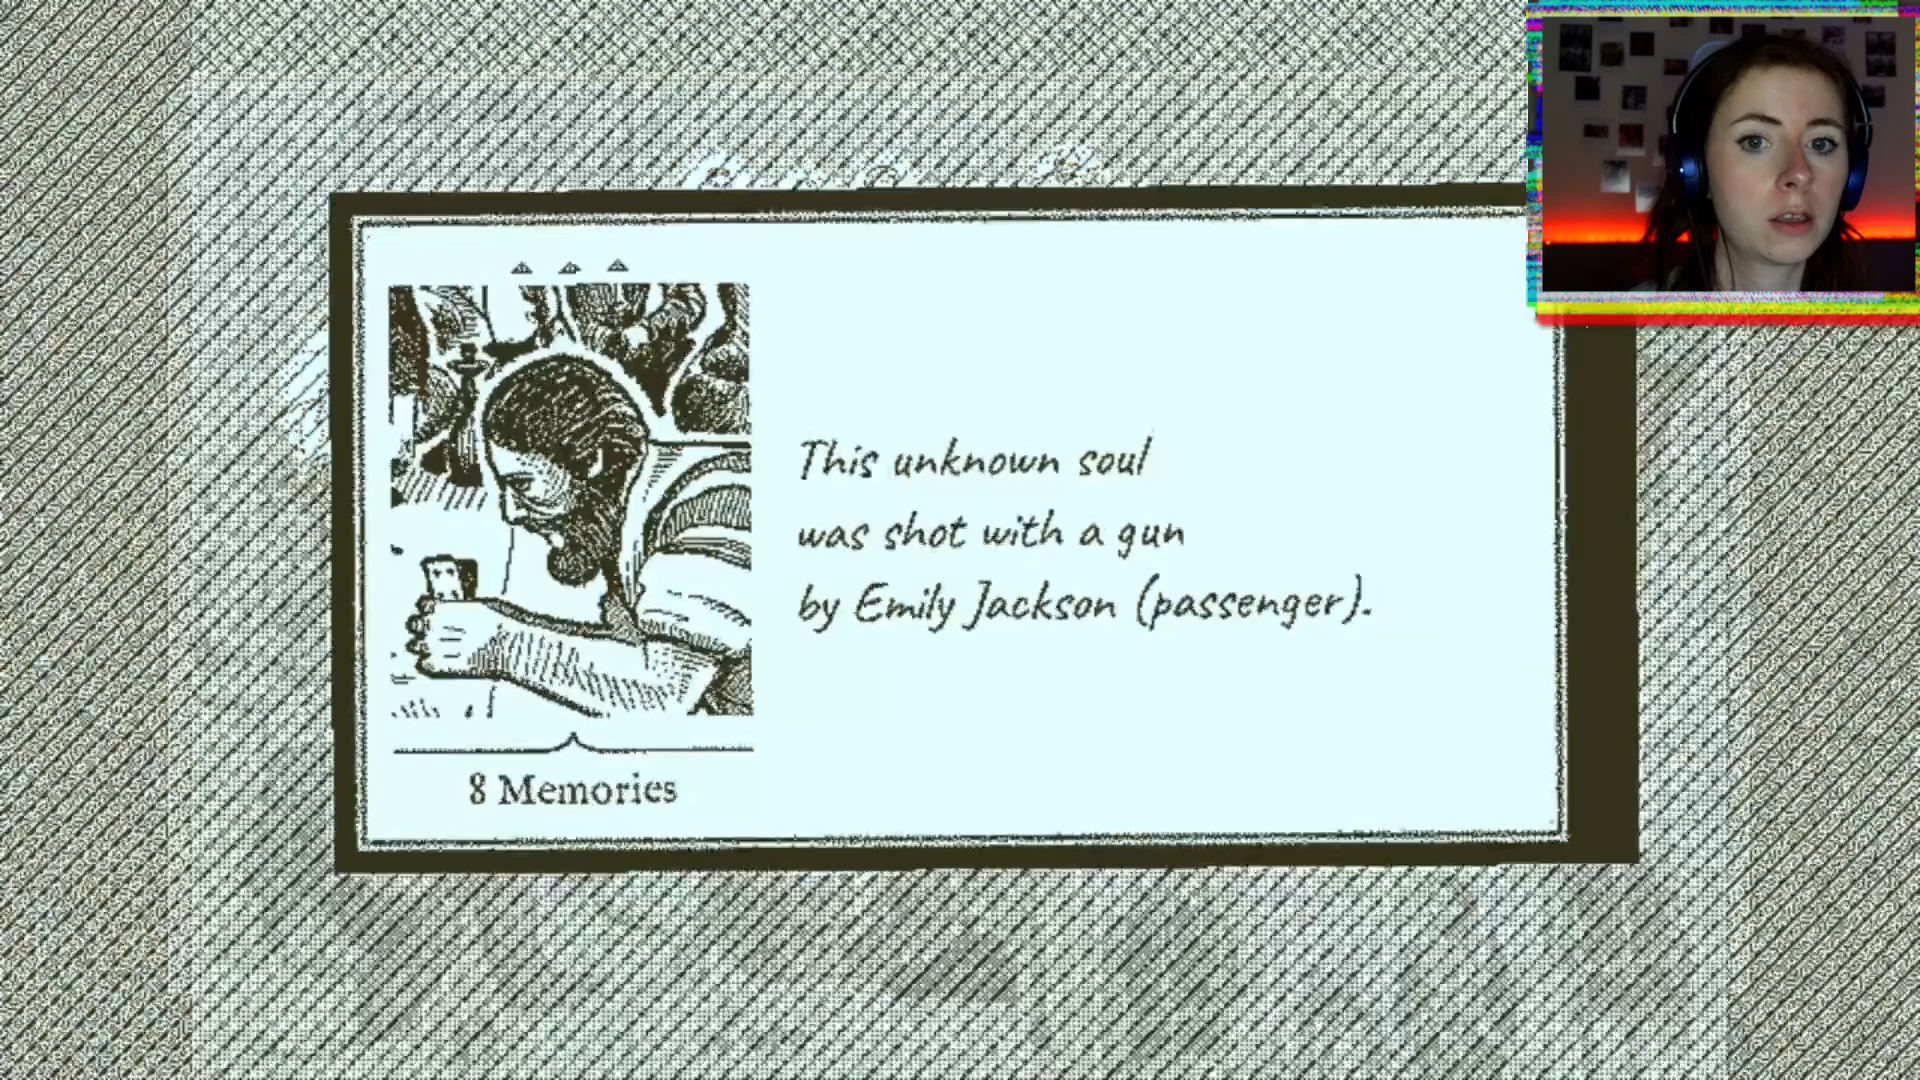 This unknown soul
was shot with a gun
by Emily Jackson (passenger).
8 Memories